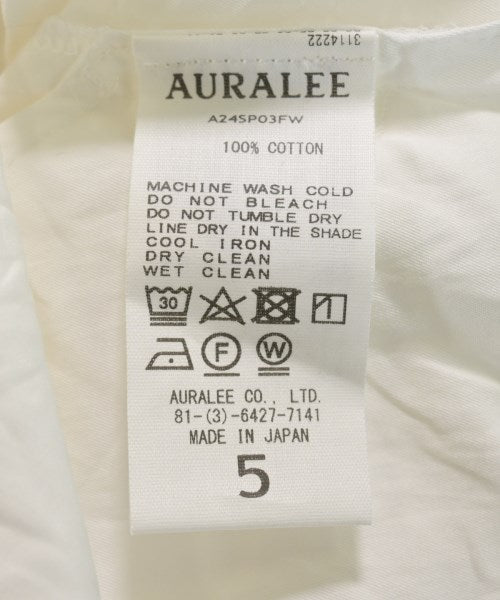 3114222
AURALEE
A24SP03FW
100% COTTON
MACHINE WASH COLD
DO NOT BLEACH
DO NOT TUMBLE DRY
LINE DRY IN THE SHADE
COOL IRON
DRY CLEAN
WET CLEAN
30
F
W
AURALEE CO., LTD.
81-(3)-6427-7141
MADE IN JAPAN
5